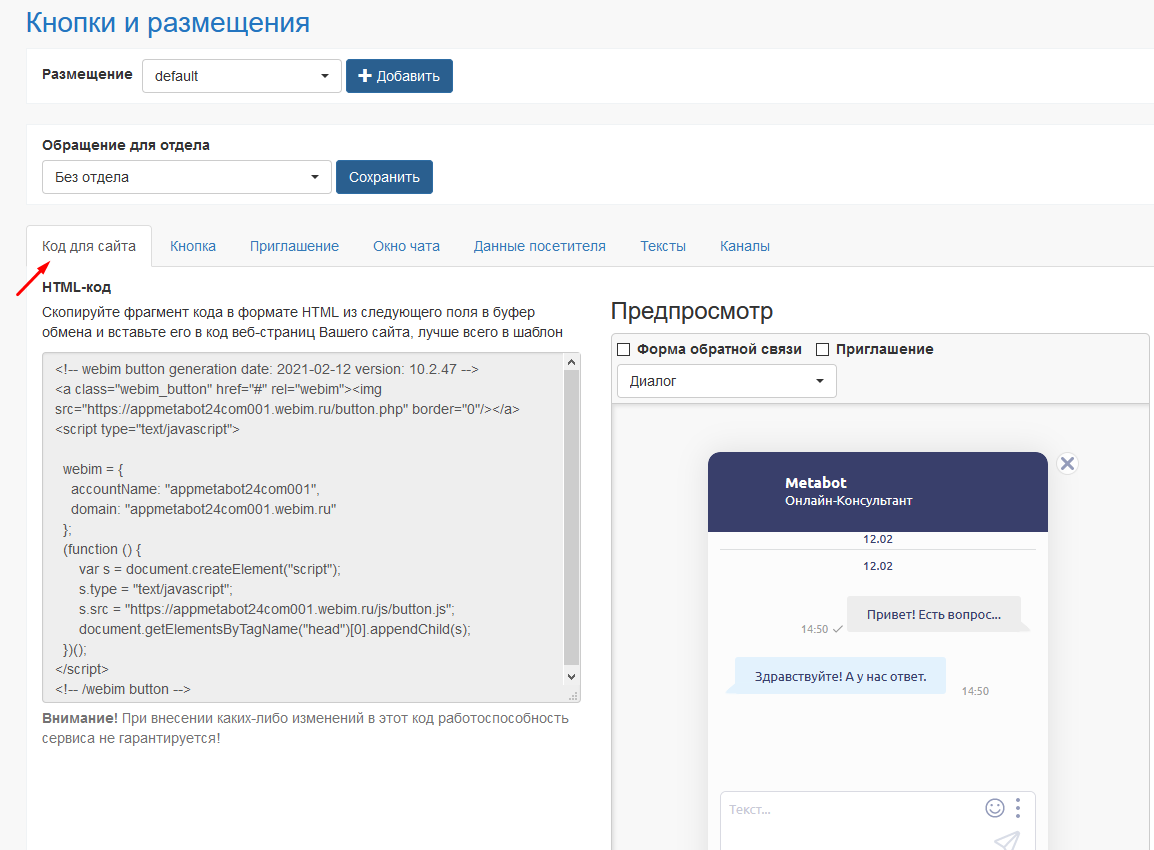 Кнопки и размещения
Размещение default Добавить
Обращение для отдела
Без отдела Сохранить
Код для сайта Кнопка Приглашение Окно чата Данные посетителя Тексты Каналы
HTML-код
Скопируйте фрагмент кода в формате HTML из следующего поля в буфер
обмена и вставьте его в код веб-страниц Вашего сайта, лучше всего в шаблон
<!-- webim button generation date: 2021-02-12 version: 10.2.47 -->
<a class="webim_button" href="#" rel="webim"><img
src="https://appmetabot24com001.webim.ru/button.php" border="0"/></a>
<script type="text/javascript">
webim = {
accountName: "appmetabot24com001",
domain: "appmetabot24com001.webim.ru"
};
(function () {
var s = document.createElement("script");
s.type = "text/javascript";
s.src = "https://appmetabot24com001.webim.ru/js/button.js";
document.getElementsByTagName("head")[0].appendChild(s);
})();
</script>
<!-- /webim button -->
Внимание! При внесении каких-либо изменений в этот код работоспособность
сервиса не гарантируется!
Предпросмотр
Форма обратной связи Приглашение
Диалог
Metabot
Онлайн-Консультант
12.02
12.02
Привет! Есть вопрос...
14:50
Здравствуйте! А у нас ответ.
14:50
Текст...